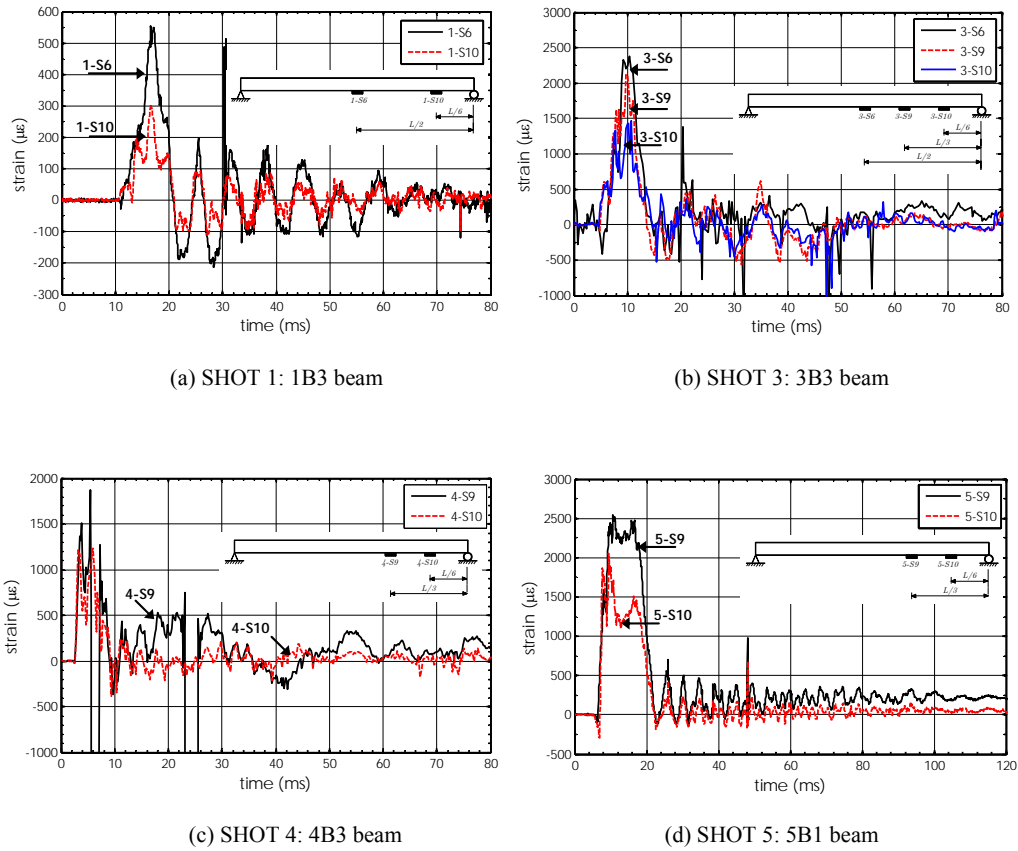 600
500
400
300
200
100
0
-100
-200
-300
0 10 20 30 40 50 60 70 80
strain (με)
time (ms)
1-S6
1-S10
1-S6
1-S10
1-S6
1-S10
L/6
L/2
(a) SHOT 1: 1B3 beam
3000
2500
2000
1500
1000
500
0
-500
-1000
0 10 20 30 40 50 60 70 80
strain (με)
time (ms)
3-S6
3-S9
3-S10
3-S6
3-S9
3-S10
3-S6
3-S9
3-S10
L/6
L/3
L/2
(b) SHOT 3: 3B3 beam
2000
1500
1000
500
0
-500
-1000
0 10 20 30 40 50 60 70 80
strain (με)
time (ms)
4-S9
4-S10
4-S9
4-S10
4-S9
4-S10
L/6
L/3
(c) SHOT 4: 4B3 beam
3000
2500
2000
1500
1000
500
0
-500
0 20 40 60 80 100 120
strain (με)
time (ms)
5-S9
5-S10
5-S9
5-S10
5-S9
5-S10
L/6
L/3
(d) SHOT 5: 5B1 beam